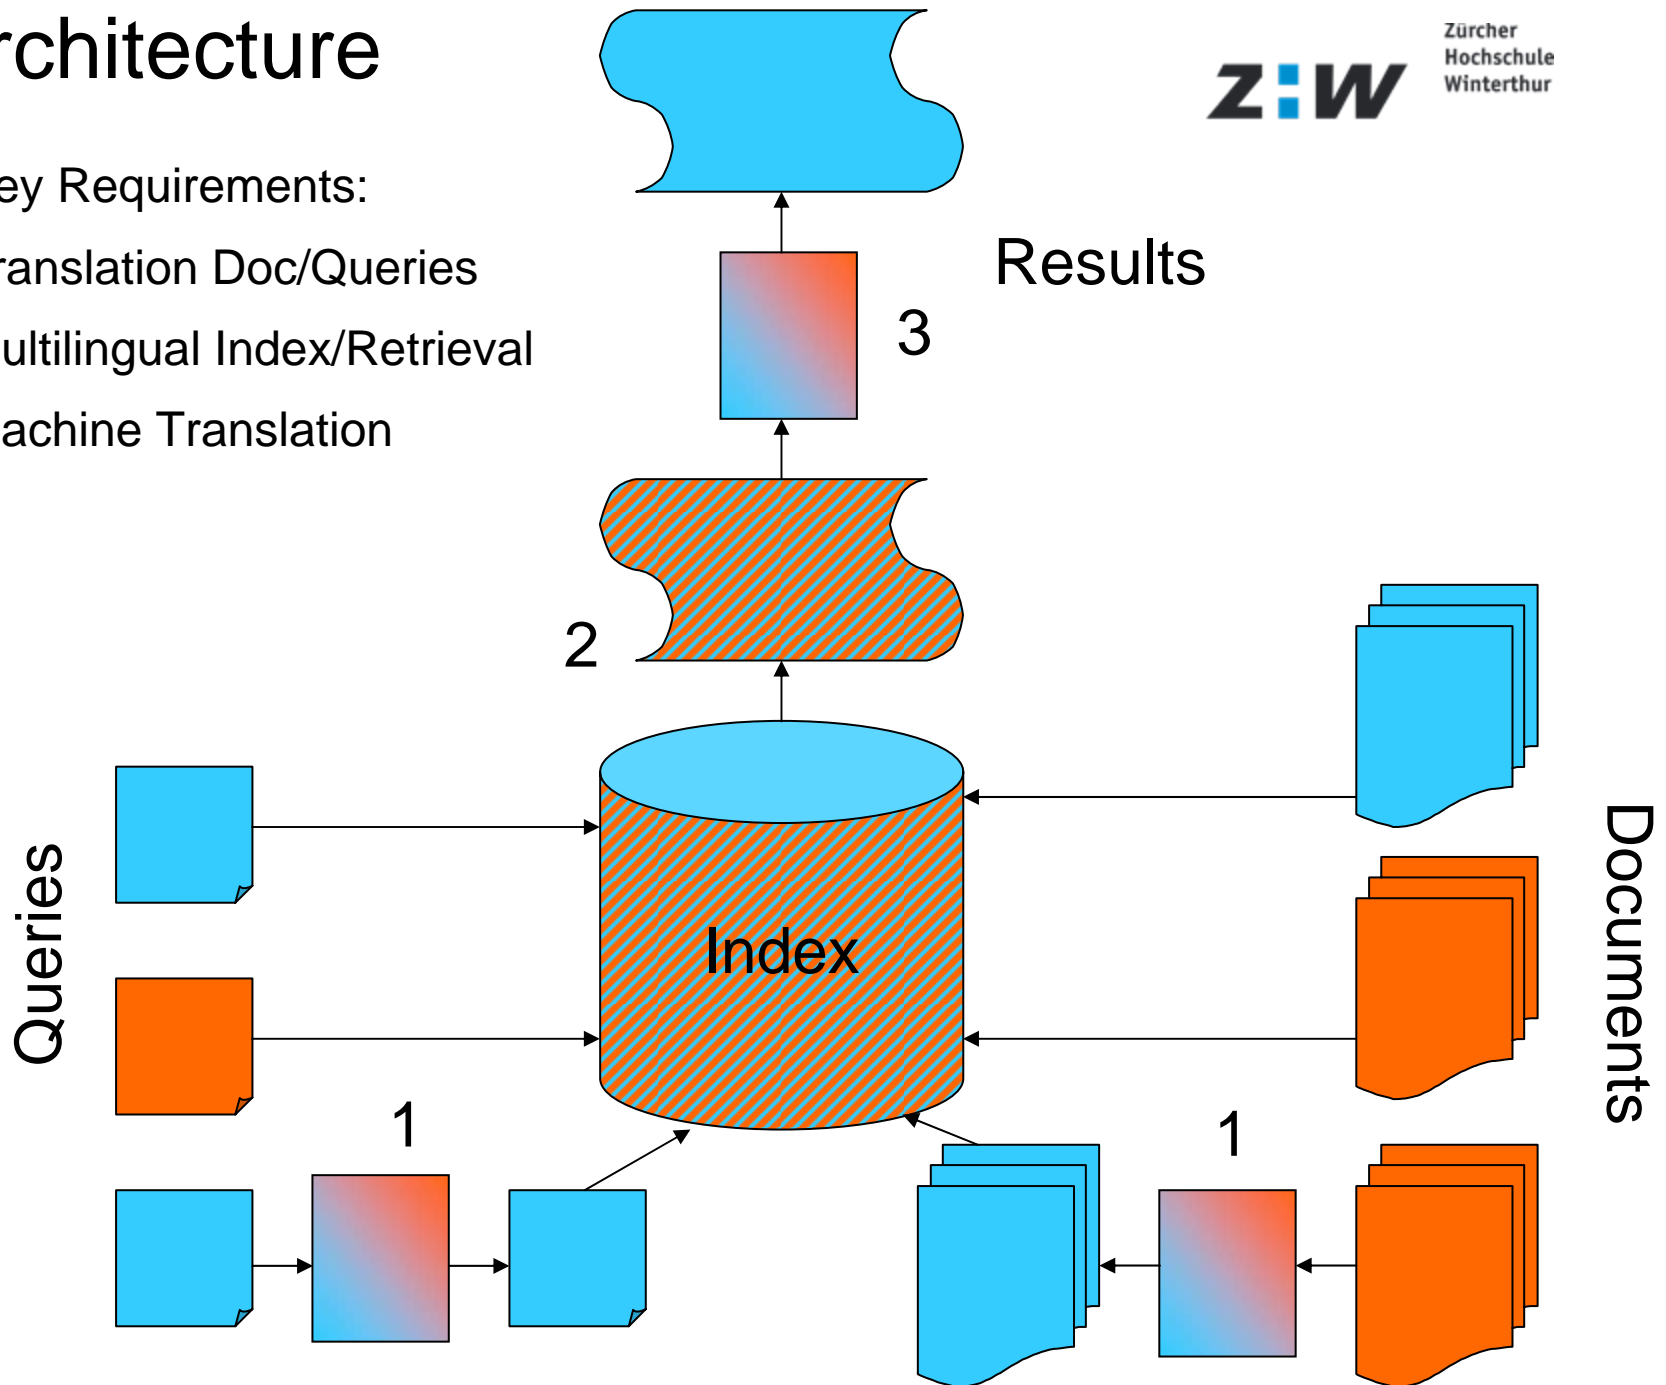 rchitecture
Zürcher
Hochschule
Winterthur
z:w
ey Requirements:
ranslation Doc/Queries
ultilingual Index/Retrieval
achine Translation
Results
3
2
Queries
Index
Documents
1
1